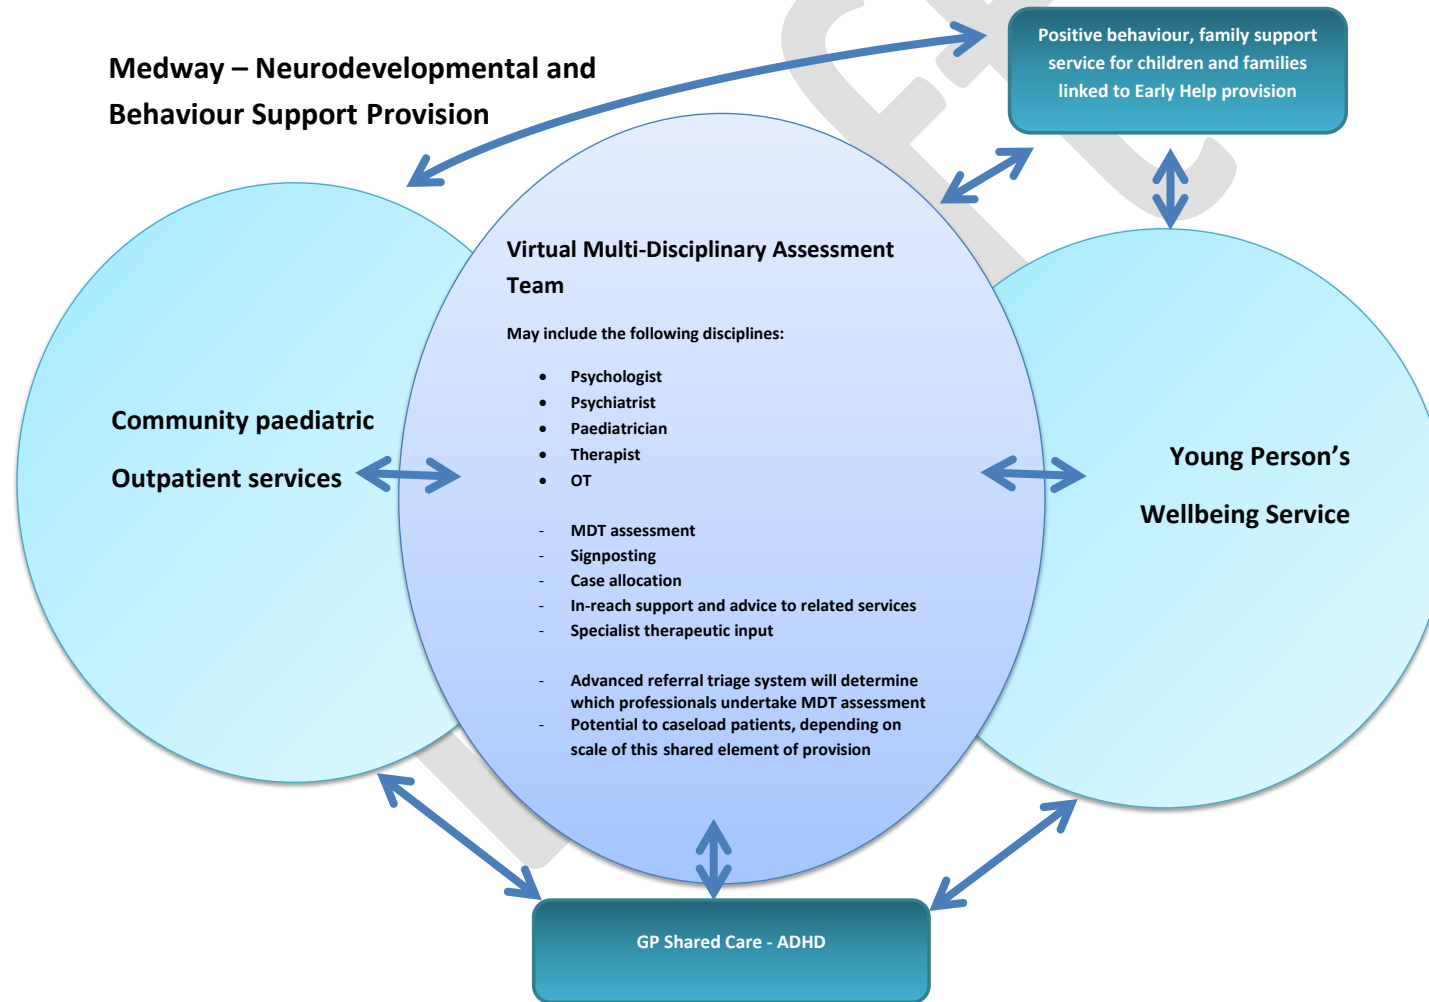 Medway – Neurodevelopmental and
Behaviour Support Provision
Positive behaviour, family support
service for children and families
linked to Early Help provision
Virtual Multi-Disciplinary Assessment
Team
May include the following disciplines:
• Psychologist
• Psychiatrist
• Paediatrician
• Therapist
• OT
- MDT assessment
- Signposting
- Case allocation
- In-reach support and advice to related services
- Specialist therapeutic input
- Advanced referral triage system will determine
which professionals undertake MDT assessment
- Potential to caseload patients, depending on
scale of this shared element of provision
Community paediatric
Outpatient services
Young Person’s
Wellbeing Service
GP Shared Care - ADHD